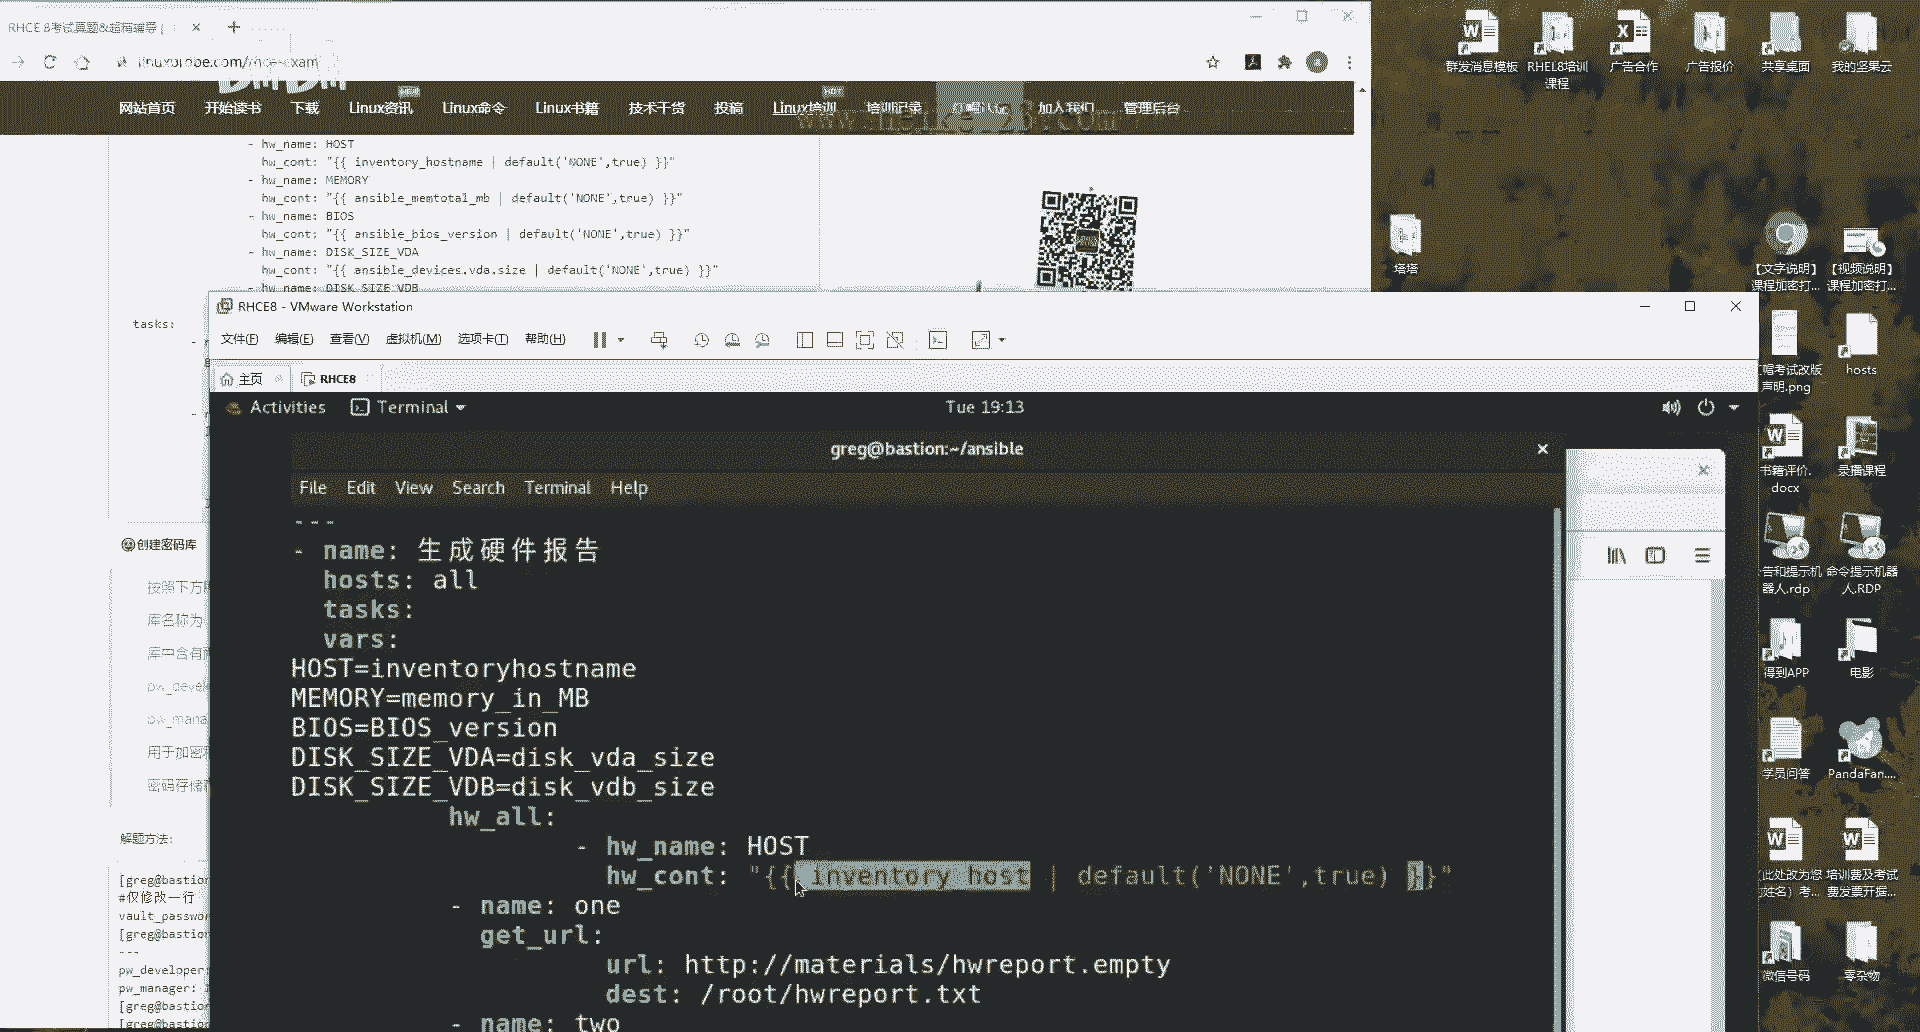 RHCE 8考试真题&超稀辅导 (
linuxprobe.com/rhce-exam
网站首页 开始读书 下载 Linux资讯 Linux命令 Linux书籍 技术干货 投稿 Linux培训 培训记录 加入我们 管理后台
NEW
HOT
- hw_name: HOST
hw_cont: "{{ inventory_hostname | default('NONE',true) }}"
- hw_name: MEMORY
hw_cont: "{{ ansible_memtotal_mb | default('NONE',true) }}"
- hw_name: BIOS
hw_cont: "{{ ansible_bios_version | default('NONE',true) }}"
- hw_name: DISK_SIZE_VDA
hw_cont: "{{ ansible_devices.vda.size | default('NONE',true) }}"
- hw_name: DISK_SIZE_VDB
tasks:
创建密码库
按照下方
库名称为
库中含有
pw_devel
pw_mana
用于加密
密码存储
解题方法:
[greg@bastion
#仅修改一行
vault_passwor
[greg@bastion
---
pw_developer:
pw_manager:
[greg@bastion
[greg@bastion
RHCE8 - VMware Workstation
文件(F) 编辑(E) 查看(V) 虚拟机(M) 选项卡(T) 帮助(H)
主页 RHCE8
Activities Terminal Tue 19:13
greg@bastion:~/ansible
File Edit View Search Terminal Help
---
- name: 生成硬件报告
hosts: all
tasks:
vars:
HOST=inventoryhostname
MEMORY=memory_in_MB
BIOS=BIOS_version
DISK_SIZE_VDA=disk_vda_size
DISK_SIZE_VDB=disk_vdb_size
hw_all:
- hw_name: HOST
hw_cont: "{{ inventory_host | default('NONE',true) }}"
- name: one
get_url:
url: http://materials/hwreport.empty
dest: /root/hwreport.txt
- name: two
群发消息模板
RHEL8培训
课程
广告合作
广告报价
共享桌面
我的坚果云
塔塔
【文字说明】
课程加密打...
【视频说明】
课程加密打...
帽考试改版
声明.png
hosts
书籍评价.
docx
录播课程
告和提示机
器人.rdp
命令提示机器
人.RDP
得到APP
电影
学员问答
PandaFan....
(此处改为您
姓名）考...
培训费及考试
费发票开据...
微信号码
零杂物